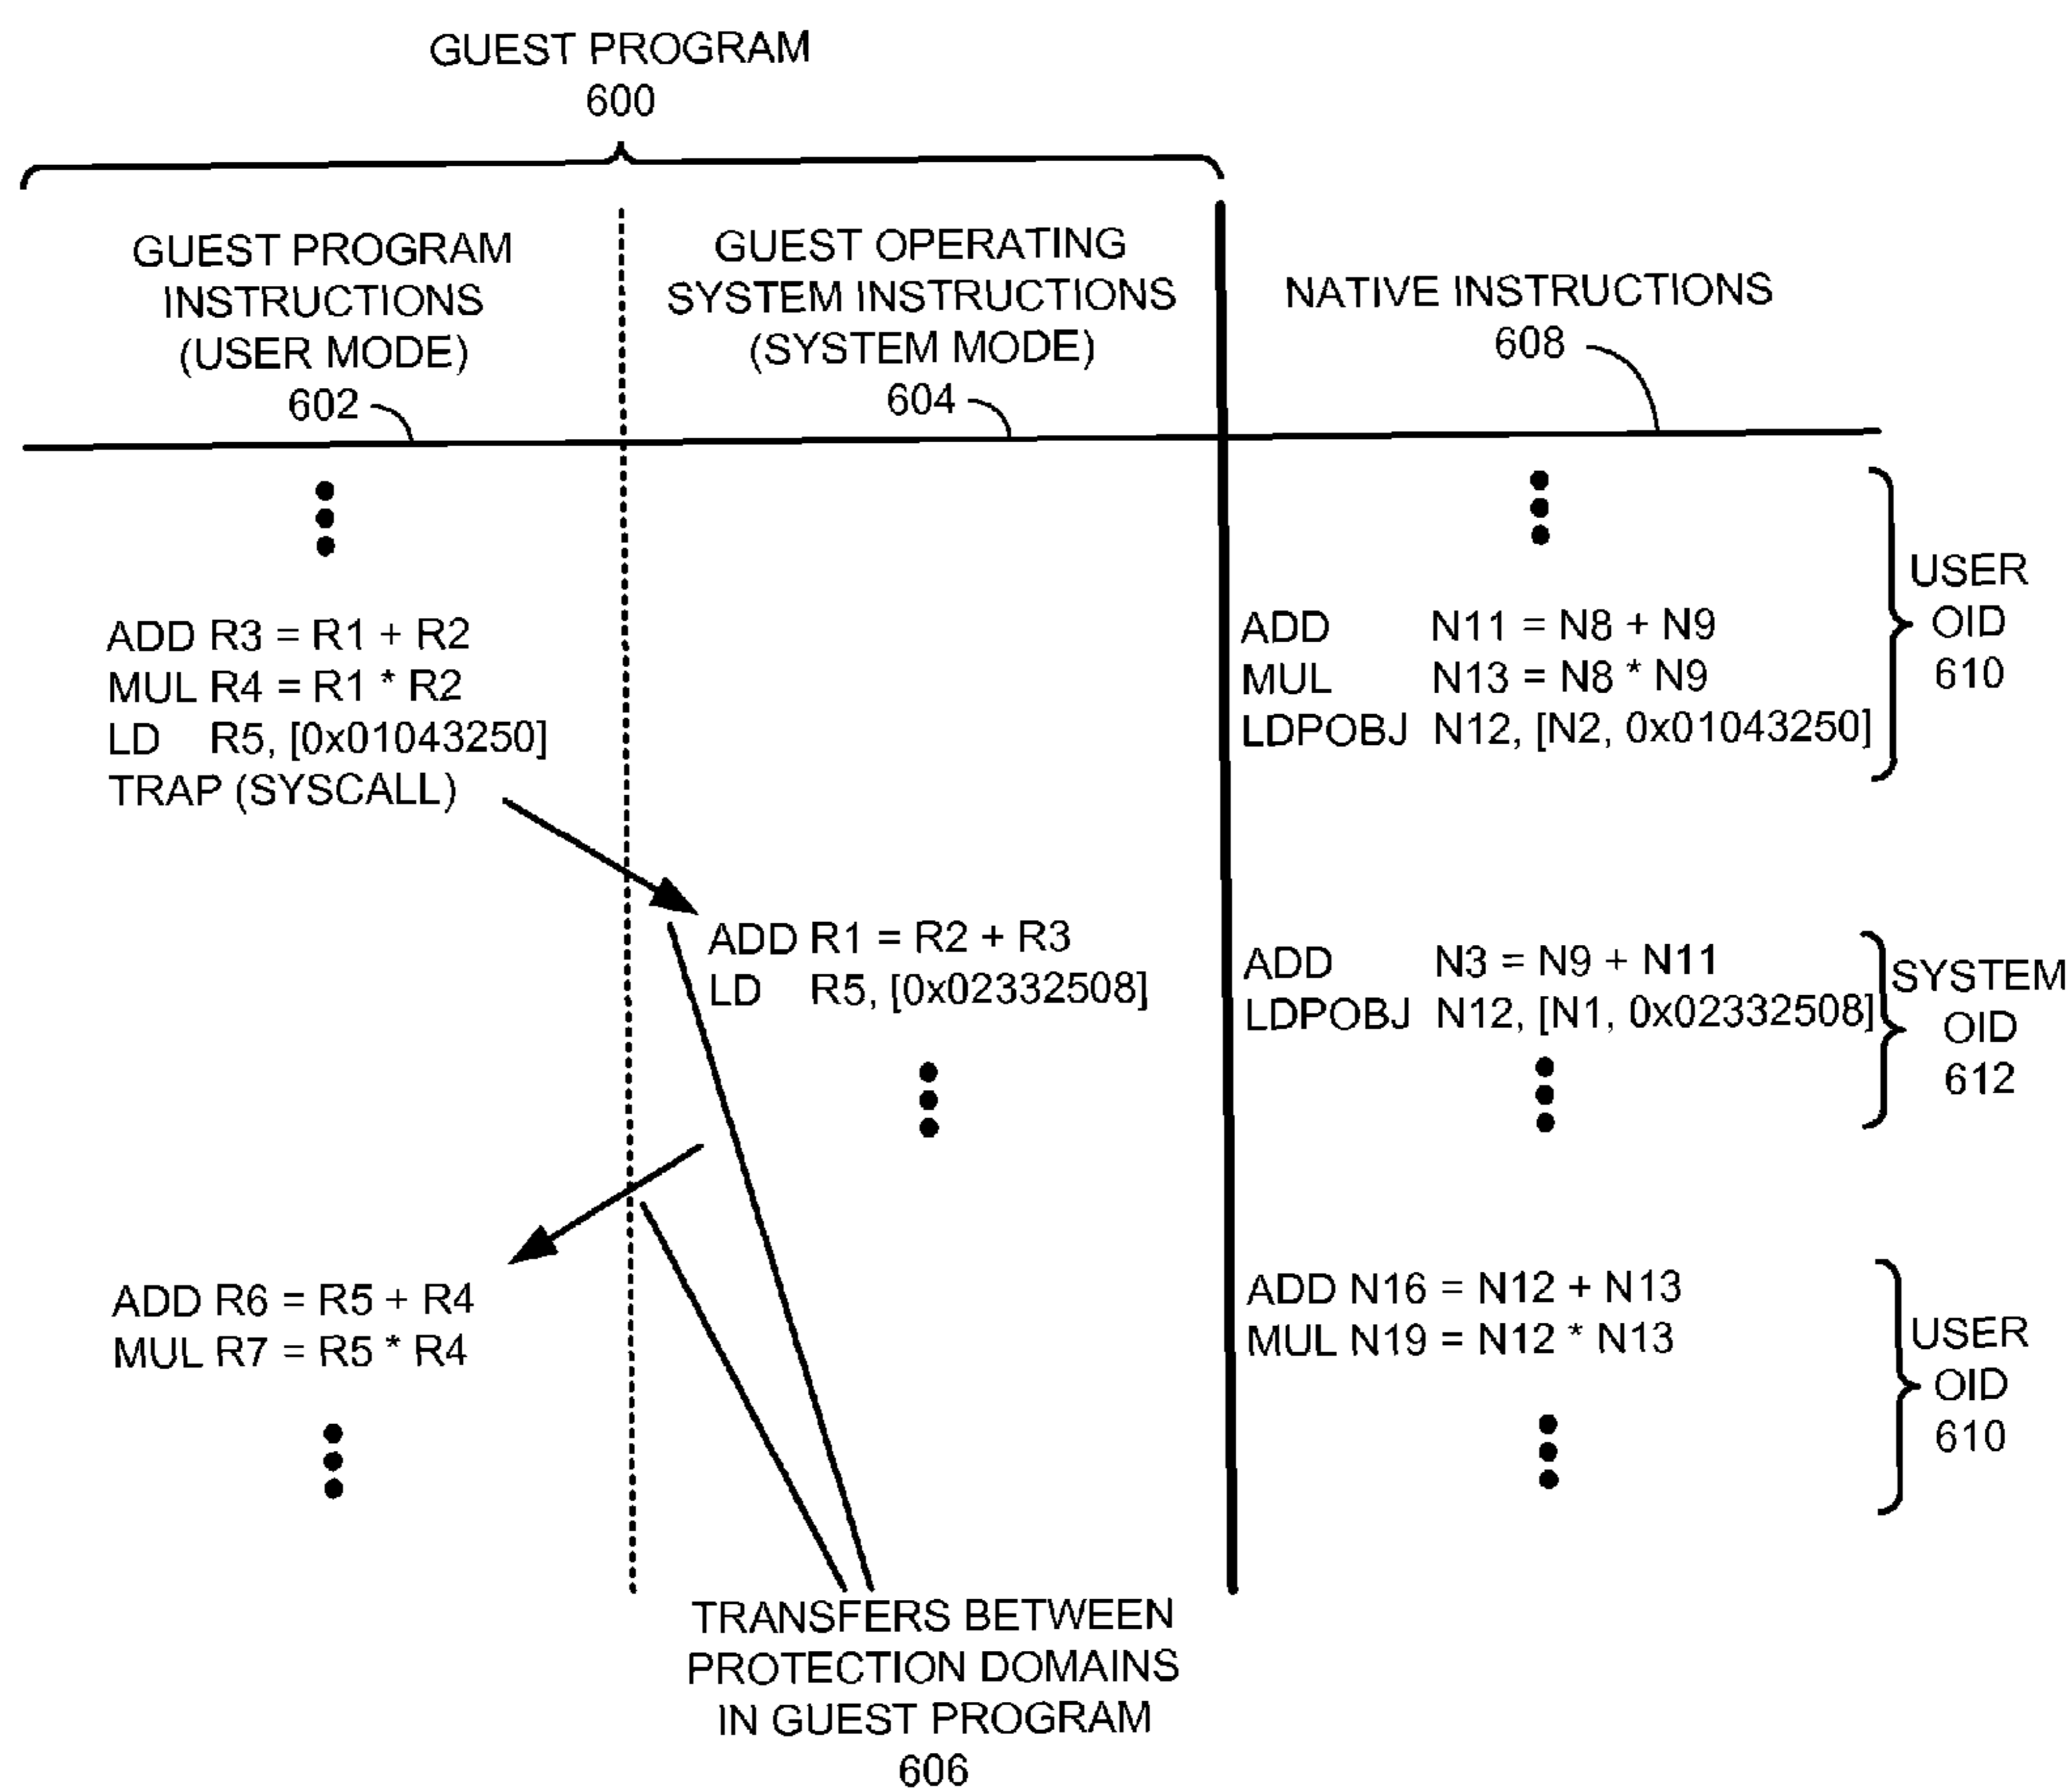 GUEST PROGRAM
600
GUEST PROGRAM
INSTRUCTIONS
(USER MODE)
602
GUEST OPERATING
SYSTEM INSTRUCTIONS
(SYSTEM MODE)
604
NATIVE INSTRUCTIONS
608
ADD R3 = R1 + R2
MUL R4 = R1 * R2
LD R5, [0x01043250]
TRAP (SYSCALL)
ADD N11 = N8 + N9
MUL N13 = N8 * N9
LDPOBJ N12, [N2, 0x01043250]
USER
OID
610
ADD R1 = R2 + R3
LD R5, [0x02332508]
ADD N3 = N9 + N11
LDPOBJ N12, [N1, 0x02332508]
SYSTEM
OID
612
ADD R6 = R5 + R4
MUL R7 = R5 * R4
ADD N16 = N12 + N13
MUL N19 = N12 * N13
USER
OID
610
TRANSFERS BETWEEN
PROTECTION DOMAINS
IN GUEST PROGRAM
606